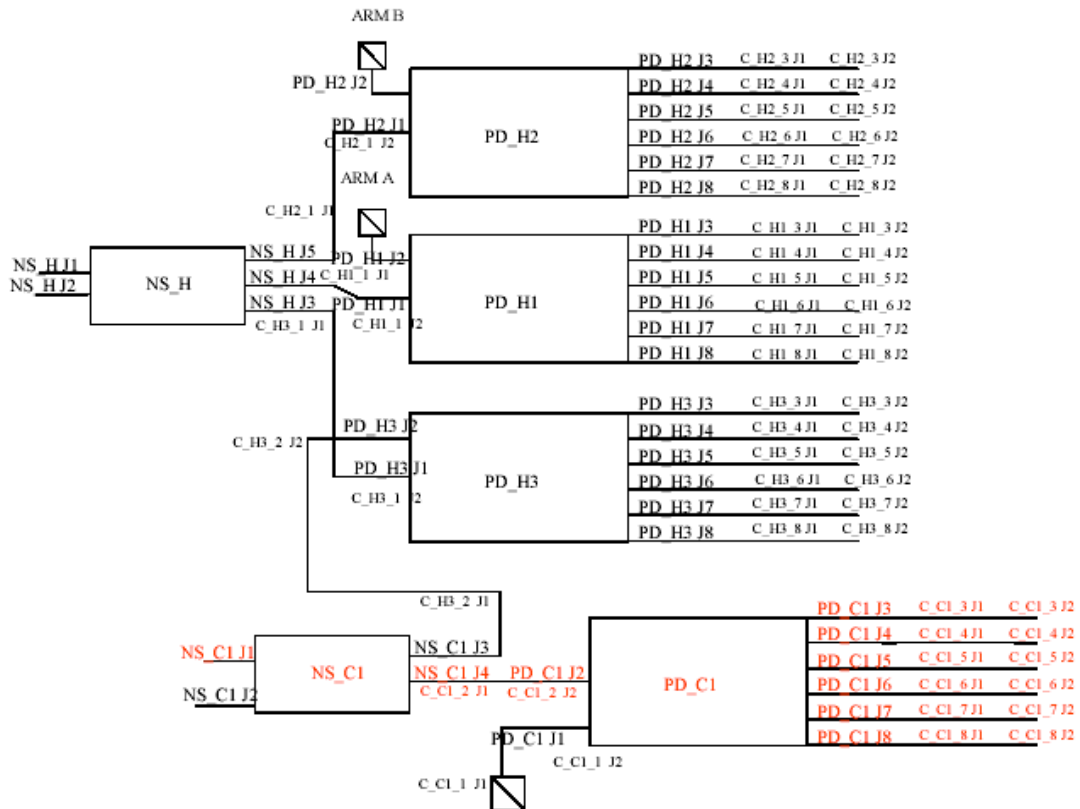 ARM B
PD_H2 J2
PD_H2 J1
C_H2_1 J2
C_H2_1 J1
PD_H2
PD_H2 J3 C_H2_3 J1 C_H2_3 J2
PD_H2 J4 C_H2_4 J1 C_H2_4 J2
PD_H2 J5 C_H2_5 J1 C_H2_5 J2
PD_H2 J6 C_H2_6 J1 C_H2_6 J2
PD_H2 J7 C_H2_7 J1 C_H2_7 J2
PD_H2 J8 C_H2_8 J1 C_H2_8 J2
ARM A
NS_H J1
NS_H J2
NS_H
NS_H J5
NS_H J4
NS_H J3
C_H3_1 J1
PD_H1 J2
C_H1_1 J1
PD_H1 J1
C_H1_1 J2
PD_H1
PD_H1 J3 C_H1_3 J1 C_H1_3 J2
PD_H1 J4 C_H1_4 J1 C_H1_4 J2
PD_H1 J5 C_H1_5 J1 C_H1_5 J2
PD_H1 J6 C_H1_6 J1 C_H1_6 J2
PD_H1 J7 C_H1_7 J1 C_H1_7 J2
PD_H1 J8 C_H1_8 J1 C_H1_8 J2
PD_H3 J2
C_H3_2 J2
PD_H3 J1
C_H3_1 J2
PD_H3
PD_H3 J3 C_H3_3 J1 C_H3_3 J2
PD_H3 J4 C_H3_4 J1 C_H3_4 J2
PD_H3 J5 C_H3_5 J1 C_H3_5 J2
PD_H3 J6 C_H3_6 J1 C_H3_6 J2
PD_H3 J7 C_H3_7 J1 C_H3_7 J2
PD_H3 J8 C_H3_8 J1 C_H3_8 J2
C_H3_2 J1
NS_C1 J1
NS_C1 J2
NS_C1
NS_C1 J3
NS_C1 J4
C_C1_2 J1
PD_C1 J2
C_C1_2 J2
PD_C1 J1
C_C1_1 J2
C_C1_1 J1
PD_C1
PD_C1 J3 C_C1_3 J1 C_C1_3 J2
PD_C1 J4 C_C1_4 J1 C_C1_4 J2
PD_C1 J5 C_C1_5 J1 C_C1_5 J2
PD_C1 J6 C_C1_6 J1 C_C1_6 J2
PD_C1 J7 C_C1_7 J1 C_C1_7 J2
PD_C1 J8 C_C1_8 J1 C_C1_8 J2